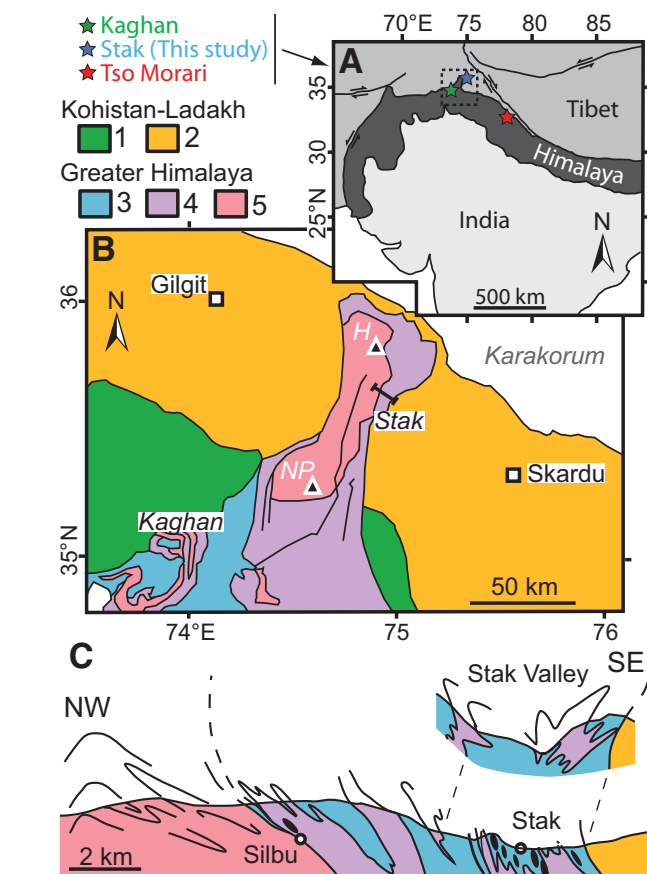 Kaghan
Stak (This study)
Tso Morari
Kohistan-Ladakh
1 2
Greater Himalaya
3 4 5
70°E 75 80 85
A
35
30
25°N
Tibet
Himalaya
India
N
500 km
B
36
35°N
Gilgit
N
H
Karakorum
Stak
NP
Skardu
Kaghan
50 km
74°E 75 76
C
NW
Stak Valley
SE
Stak
Silbu
2 km